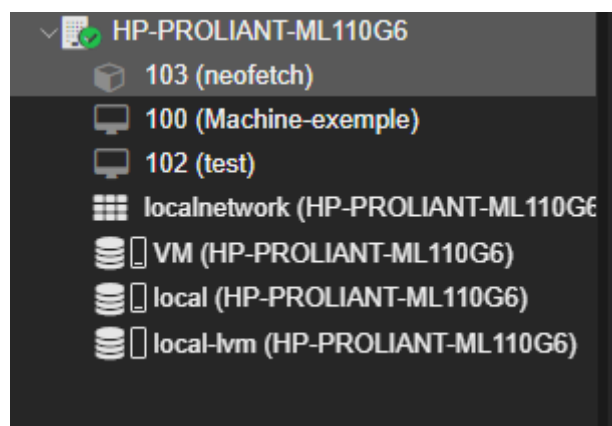 HP-PROLIANT-ML110G6
103 (neofetch)
100 (Machine-exemple)
102 (test)
localnetwork (HP-PROLIANT-ML110G6
VM (HP-PROLIANT-ML110G6)
local (HP-PROLIANT-ML110G6)
local-lvm (HP-PROLIANT-ML110G6)